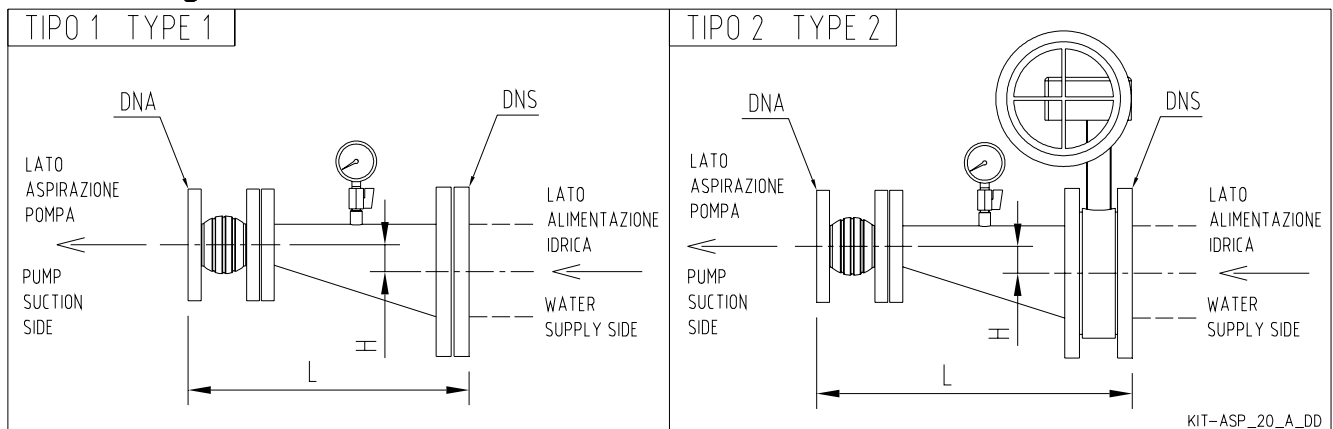 TIPO 1 TYPE 1
DNA
DNS
LATO
ASPIRAZIONE
POMPA
PUMP
SUCTION
SIDE
LATO
ALIMENTAZIONE
IDRICA
WATER
SUPPLY SIDE
H
L
TIPO 2 TYPE 2
DNA
DNS
LATO
ASPIRAZIONE
POMPA
PUMP
SUCTION
SIDE
LATO
ALIMENTAZIONE
IDRICA
WATER
SUPPLY SIDE
H
L
KIT-ASP_20_A_DD